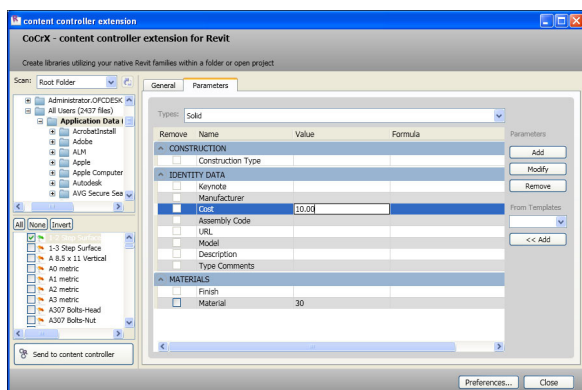 content controller extension
CoCrX - content controller extension for Revit
Create libraries utilizing your native Revit families within a folder or open project
Scan: Root Folder
Administrator.OFCDESK
All Users (2437 files)
Application Data (
AcrobatInstall
Adobe
ALM
Apple
Apple Computer
Autodesk
AVG Secure Sea
All None Invert
1-3 Step Surface
A 8.5 x 11 Vertical
A0 metric
A1 metric
A2 metric
A3 metric
A307 Bolts-Head
A307 Bolts-Nut
Send to content controller
General Parameters
Types: Solid
Remove Name Value Formula
CONSTRUCTION
Construction Type
IDENTITY DATA
Keynote
Manufacturer
Cost 10.00
Assembly Code
URL
Model
Description
Type Comments
MATERIALS
Finish
Material 30
Parameters
Add
Modify
Remove
From Templates
<< Add
Preferences... Close